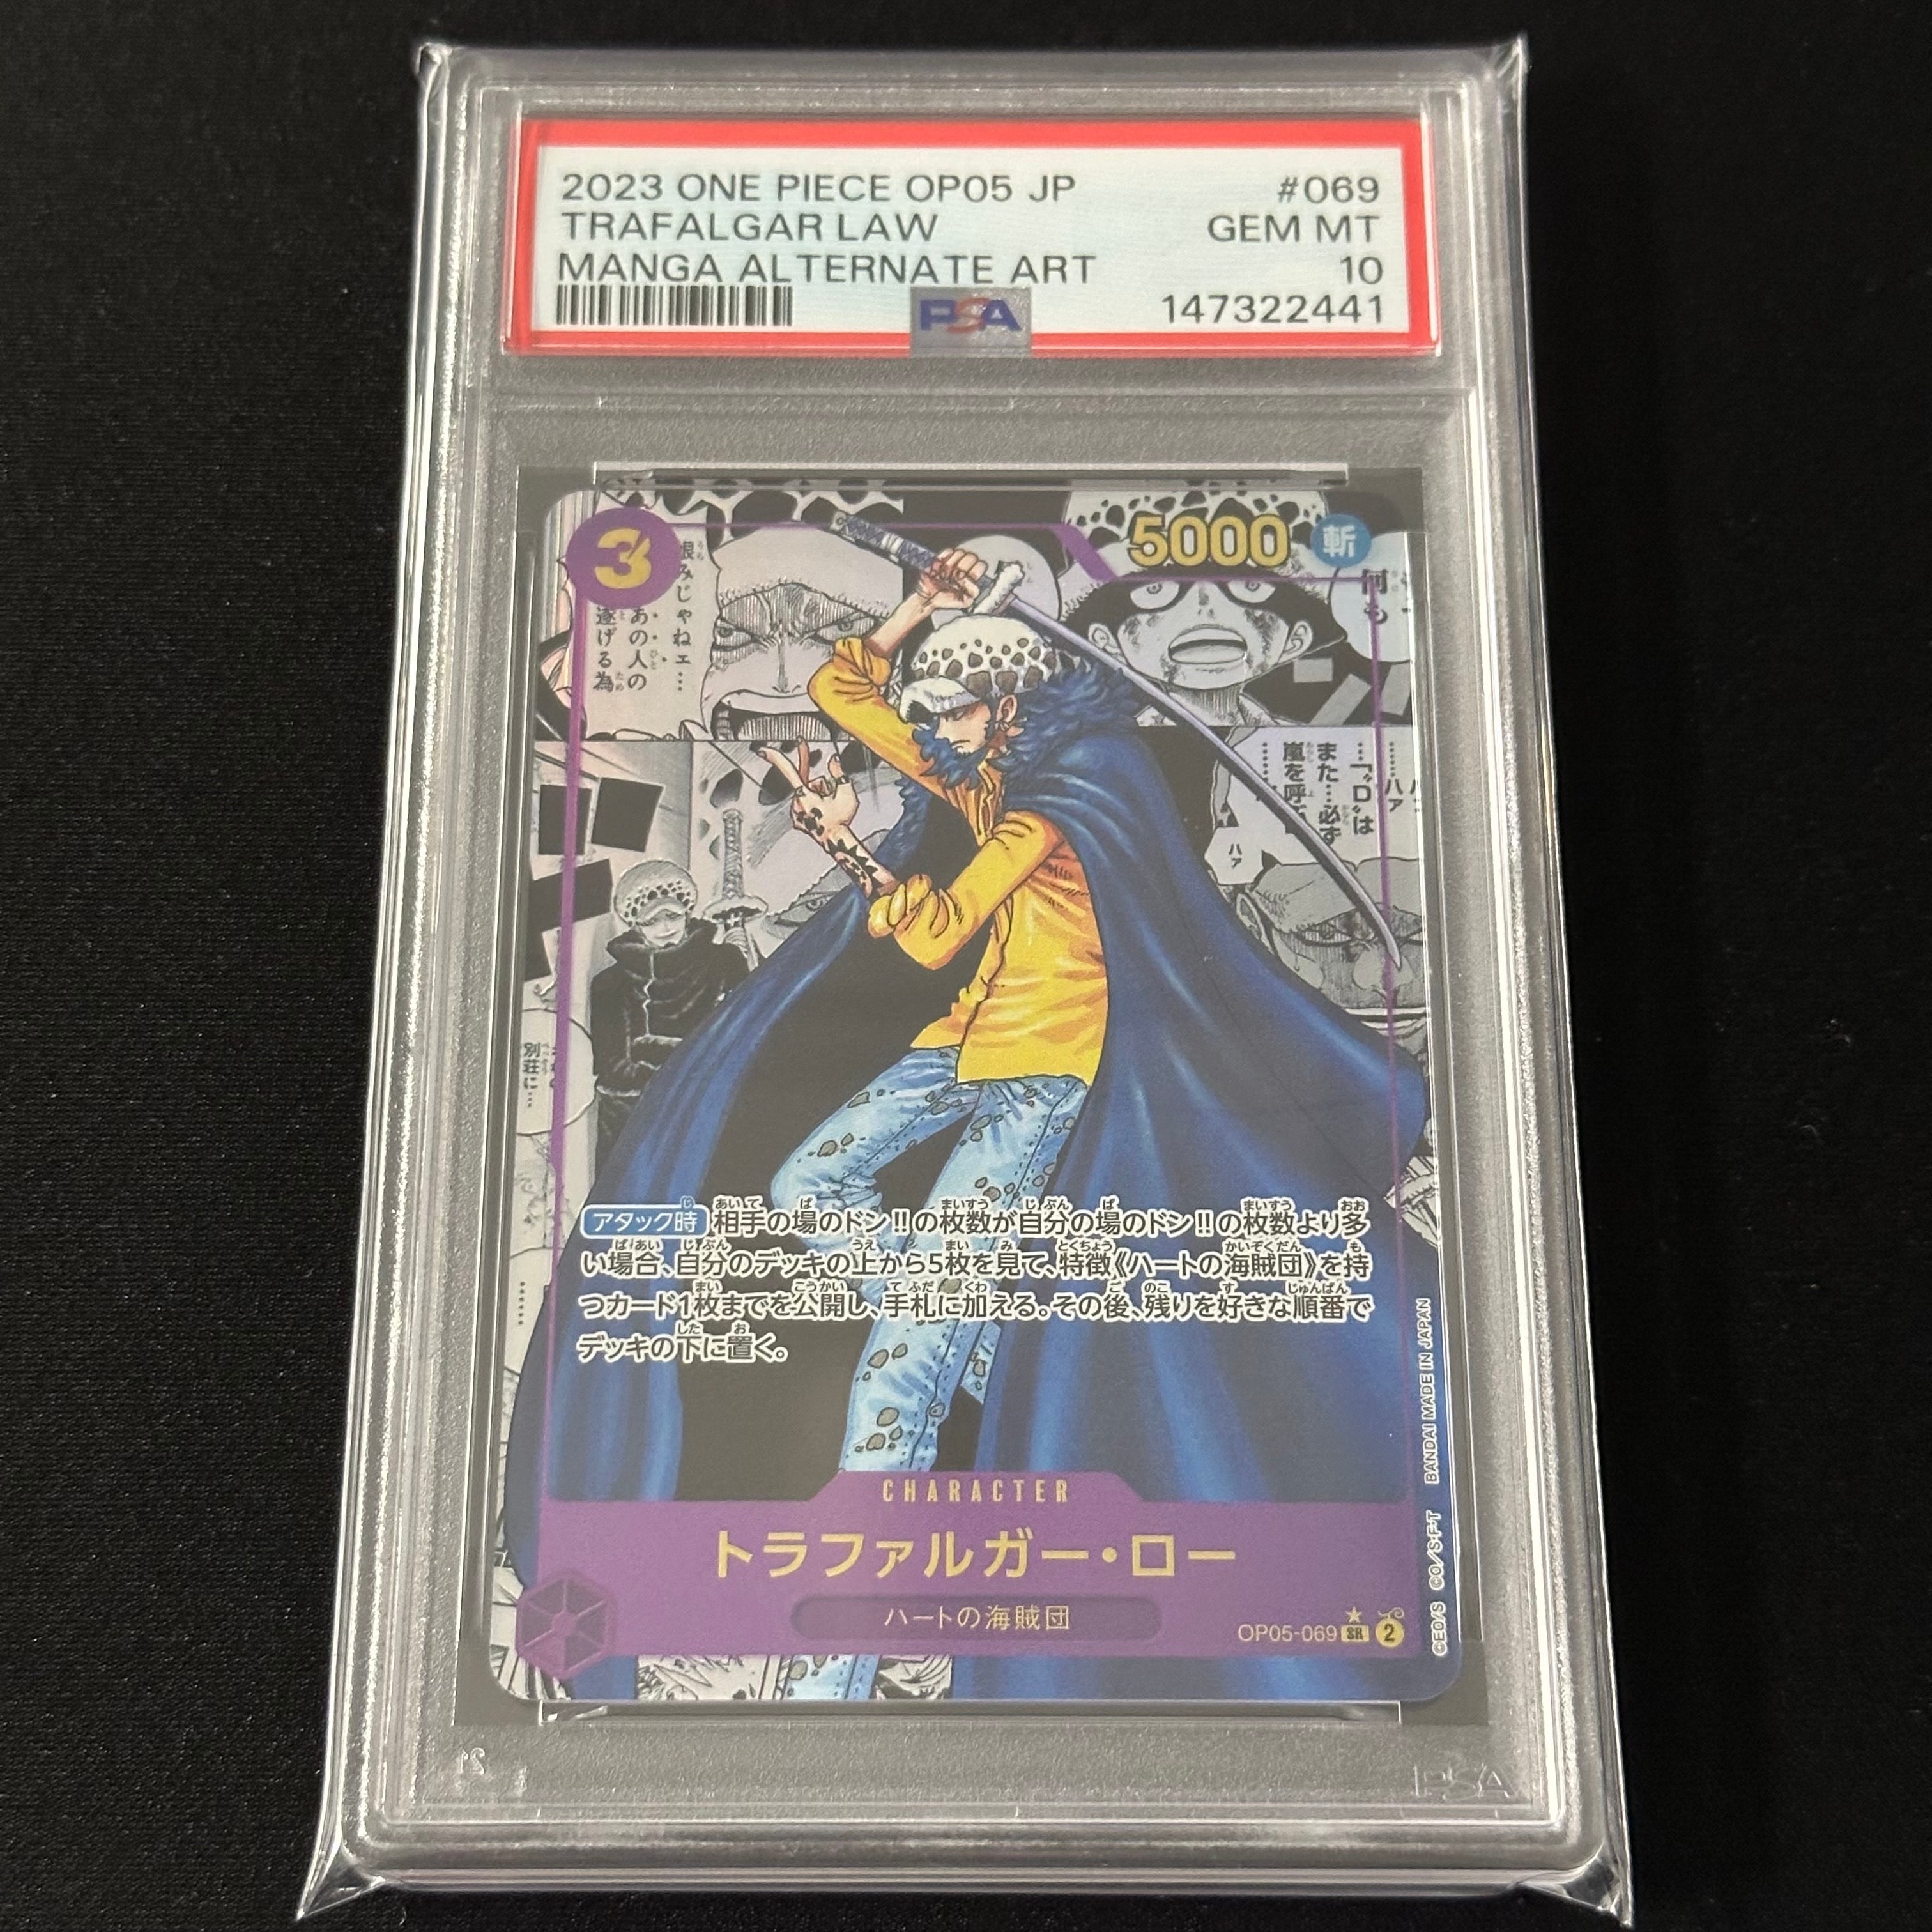 2023 ONE PIECE OP05 JP #069
TRAFALGAR LAW GEM MT
MANGA ALTERNATE ART 10
PSA 147322441
3
5000 斬
恨みじゃねェ…
あの人の
遂げる為
何も
…“D”は
また…必ず
嵐を呼
ハァ
ハァ
別荘に…
アタック時 相手の場のドン!!の枚数が自分の場のドン!!の枚数より多
い場合、自分のデッキの上から5枚を見て、特徴《ハートの海賊団》を持
つカード1枚までを公開し、手札に加える。その後、残りを好きな順番で
デッキの下に置く。
CHARACTER
トラファルガー・ロー
ハートの海賊団
OP05-069 SR 2
©EO/S ©O/S·F·T BANDAI MADE IN JAPAN
PSA